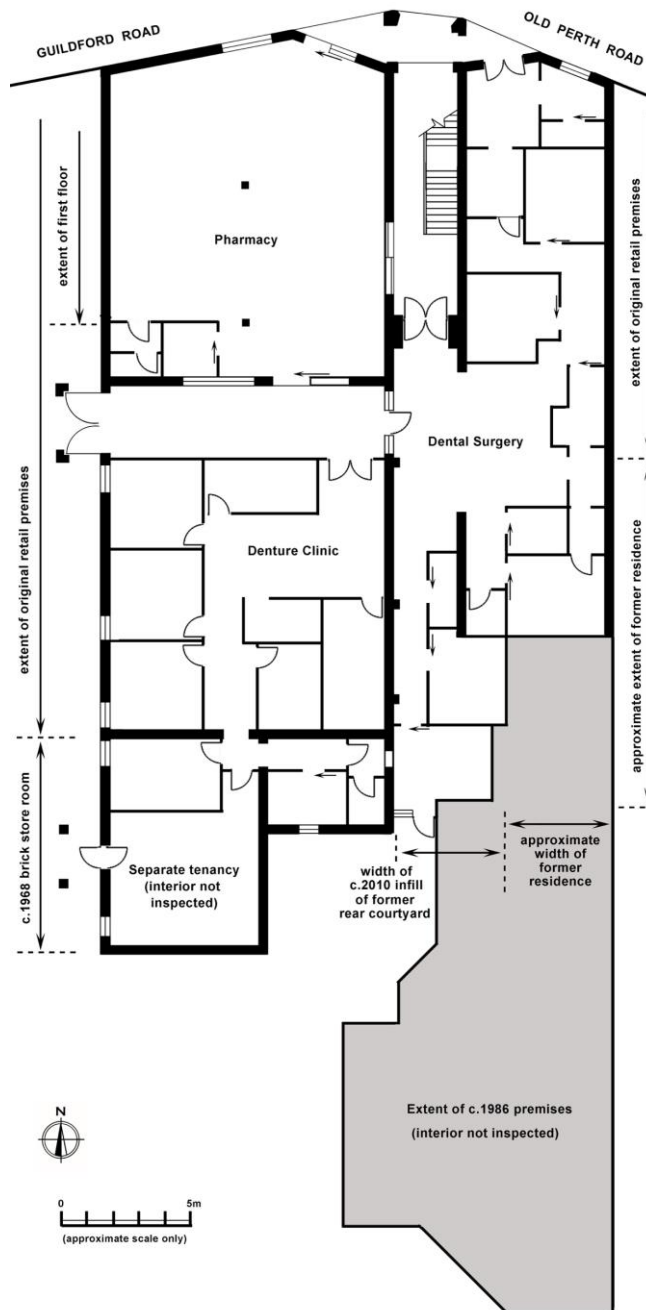 GUILDFORD ROAD
OLD PERTH ROAD
extent of first floor
Pharmacy
extent of original retail premises
Dental Surgery
extent of original retail premises
Denture Clinic
approximate extent of former residence
c.1968 brick store room
Separate tenancy
(interior not
inspected)
width of
c.2010 infill
of former
rear courtyard
approximate
width of
former
residence
Extent of c.1986 premises
(interior not inspected)
N
0
5m
(approximate scale only)